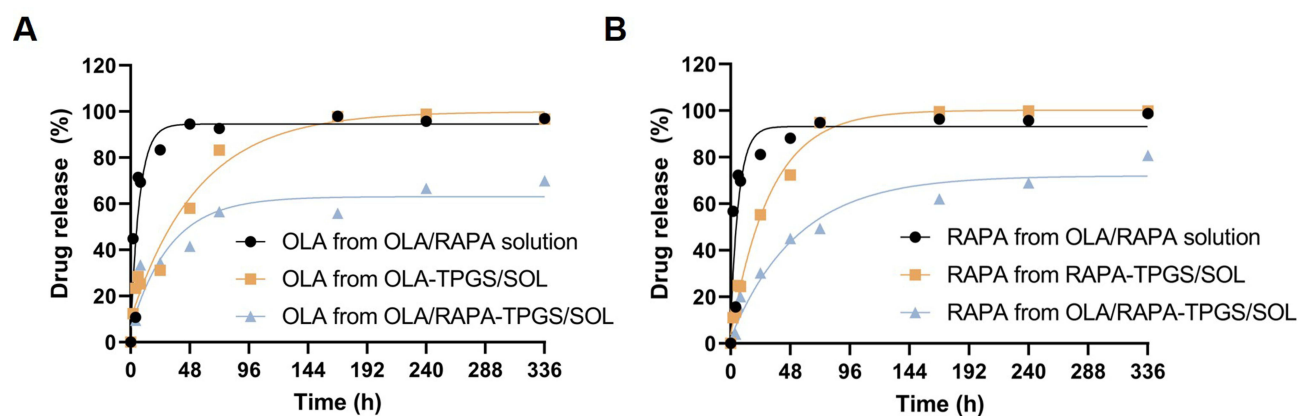 A
Drug release (%)
120
100
80
60
40
20
0
OLA from OLA/RAPA solution
OLA from OLA-TPGS/SOL
OLA from OLA/RAPA-TPGS/SOL
0 48 96 144 192 240 288 336
Time (h)
B
Drug release (%)
120
100
80
60
40
20
0
RAPA from OLA/RAPA solution
RAPA from RAPA-TPGS/SOL
RAPA from OLA/RAPA-TPGS/SOL
0 48 96 144 192 240 288 336
Time (h)